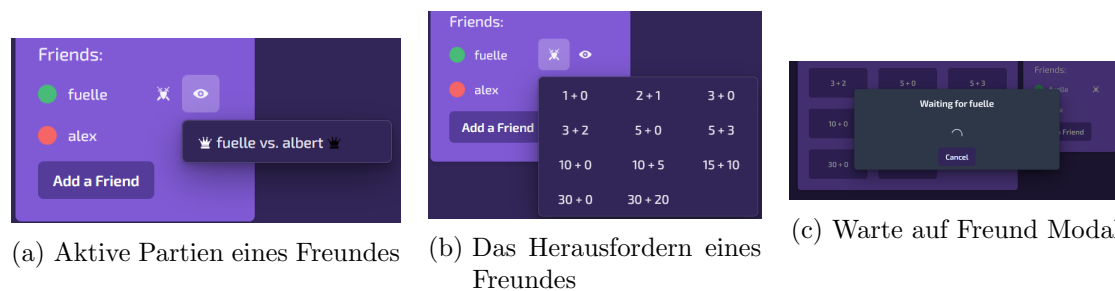 Friends:
fuelle
alex
fuelle vs. albert
Add a Friend
(a) Aktive Partien eines Freundes
Friends:
fuelle
alex
Add a Friend
1 + 0 2 + 1 3 + 0
3 + 2 5 + 0 5 + 3
10 + 0 10 + 5 15 + 10
30 + 0 30 + 20
(b) Das Herausfordern eines
Freundes
3 + 2 5 + 0 5 + 3
Friends:
10 + 0
30 + 0
Waiting for fuelle
Cancel
Friend
(c) Warte auf Freund Modal